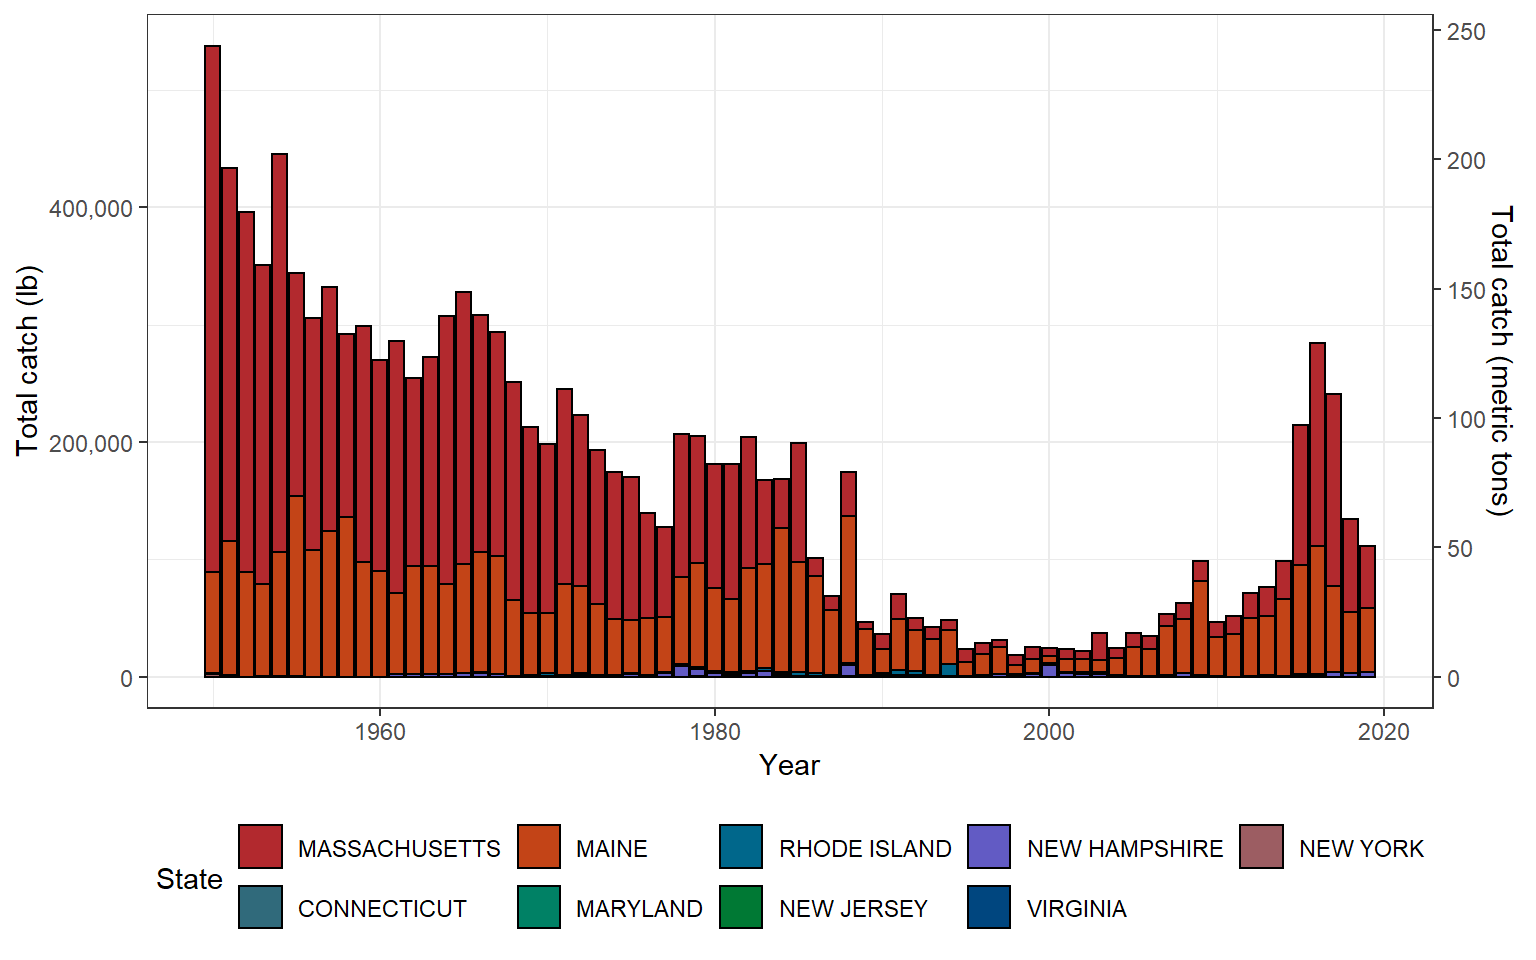 250
200
400,000
150
Total catch (lb)
Total catch (metric tons)
100
200,000
50
0
0
1960
1980
2000
2020
Year
State
MASSACHUSETTS
MAINE
RHODE ISLAND
NEW HAMPSHIRE
NEW YORK
CONNECTICUT
MARYLAND
NEW JERSEY
VIRGINIA